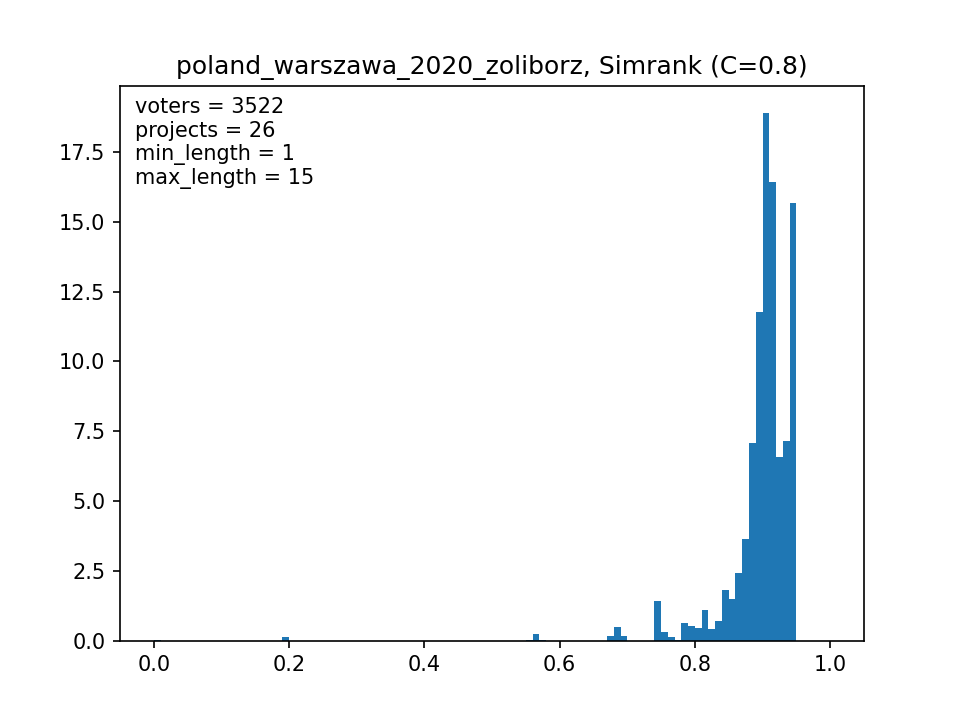 poland_warszawa_2020_zoliborz, Simrank (C=0.8)
voters = 3522
projects = 26
min_length = 1
max_length = 15
17.5
15.0
12.5
10.0
7.5
5.0
2.5
0.0
0.0 0.2 0.4 0.6 0.8 1.0